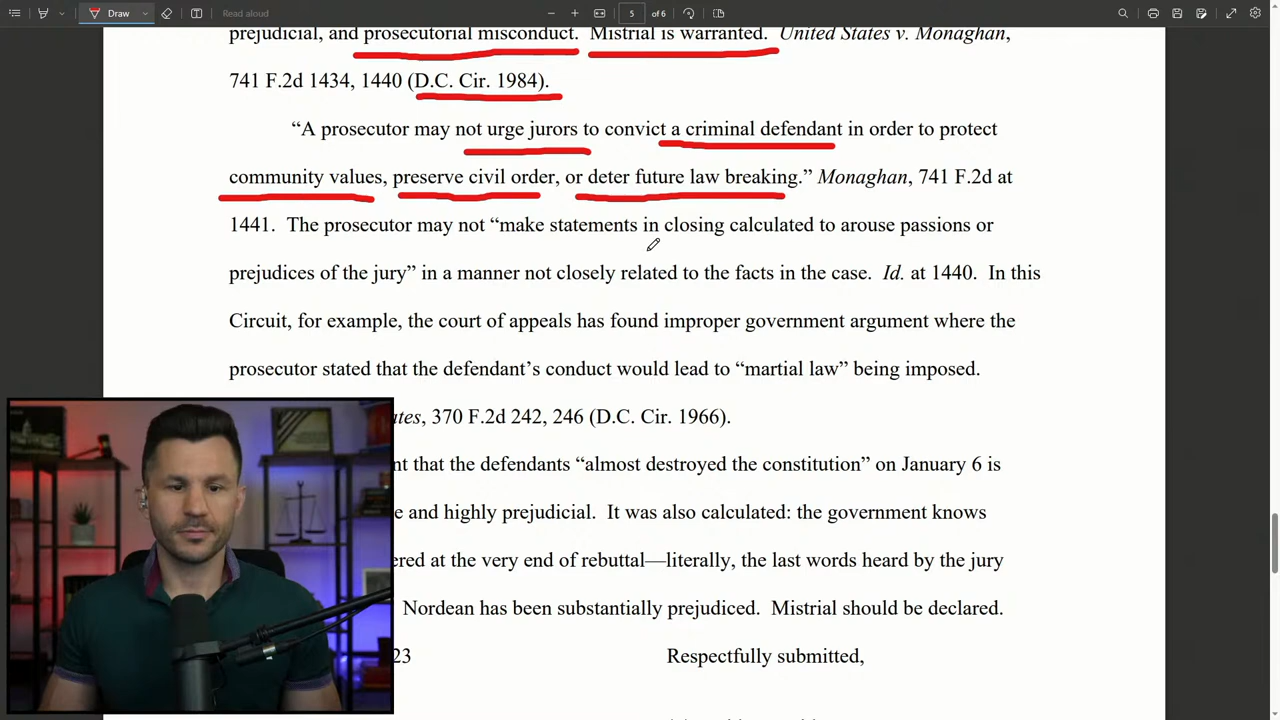 Draw
Read aloud
5 of 6
prejudicial, and prosecutorial misconduct. Mistrial is warranted. United States v. Monaghan,
741 F.2d 1434, 1440 (D.C. Cir. 1984).
“A prosecutor may not urge jurors to convict a criminal defendant in order to protect
community values, preserve civil order, or deter future law breaking.” Monaghan, 741 F.2d at
1441. The prosecutor may not “make statements in closing calculated to arouse passions or
prejudices of the jury” in a manner not closely related to the facts in the case. Id. at 1440. In this
Circuit, for example, the court of appeals has found improper government argument where the
prosecutor stated that the defendant’s conduct would lead to “martial law” being imposed.
370 F.2d 242, 246 (D.C. Cir. 1966).
that the defendants “almost destroyed the constitution” on January 6 is
and highly prejudicial. It was also calculated: the government knows
at the very end of rebuttal—literally, the last words heard by the jury
Nordean has been substantially prejudiced. Mistrial should be declared.
23 Respectfully submitted,